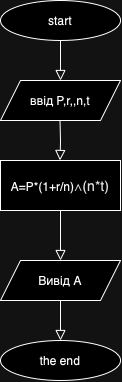 start
ввід P,r,,n,t
A=P*(1+r/n)∧(n*t)
Вивід A
the end